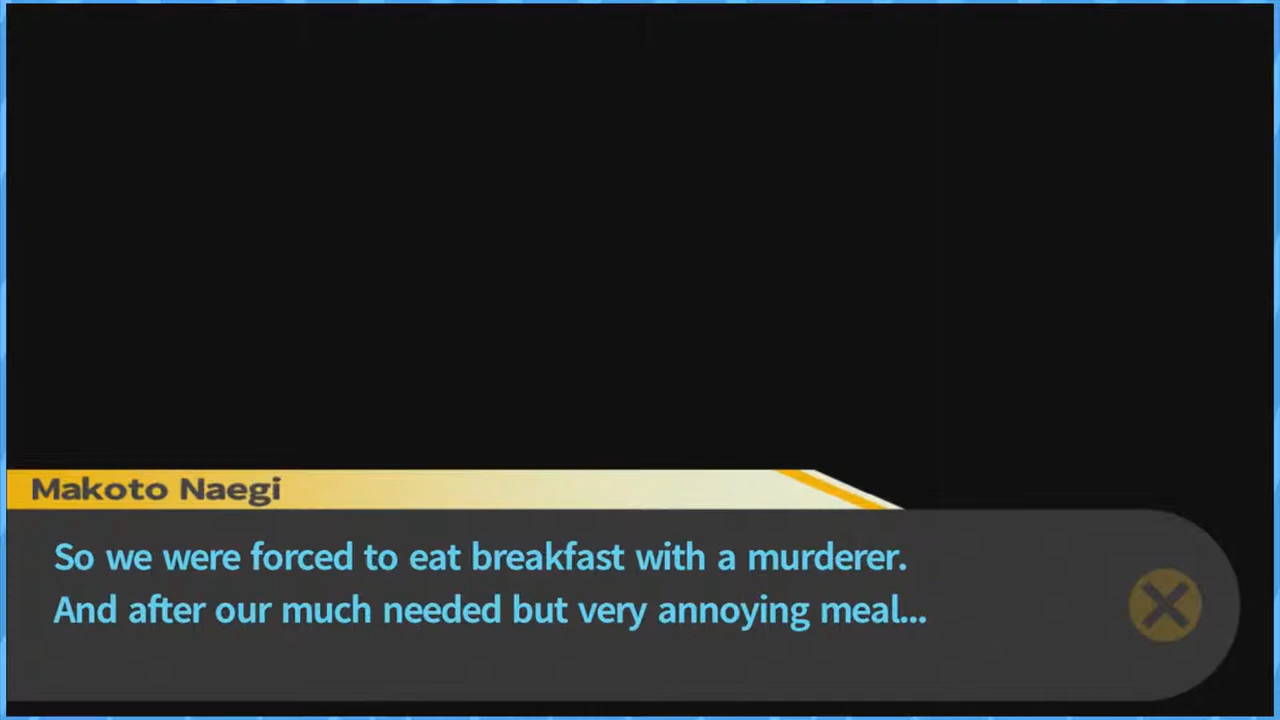 Makoto Naegi
So we were forced to eat breakfast with a murderer.
And after our much needed but very annoying meal...